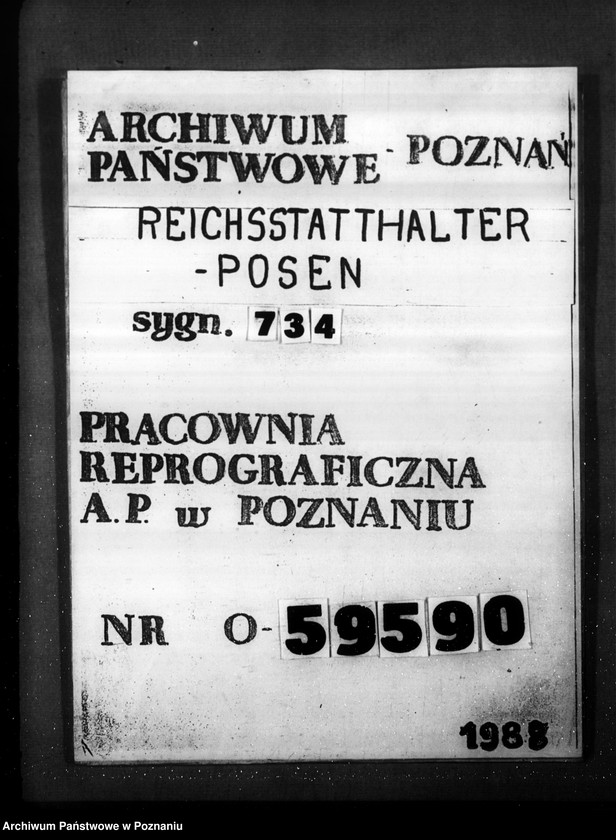 ARCHIWUM
PAŃSTWOWE - POZNAŃ
REICHSSTATTHALTER
-POSEN
sygn. 734
PRACOWNIA
REPROGRAFICZNA
A.P. w POZNANIU
NR O-59590
1988
Archiwum Państwowe w Poznaniu